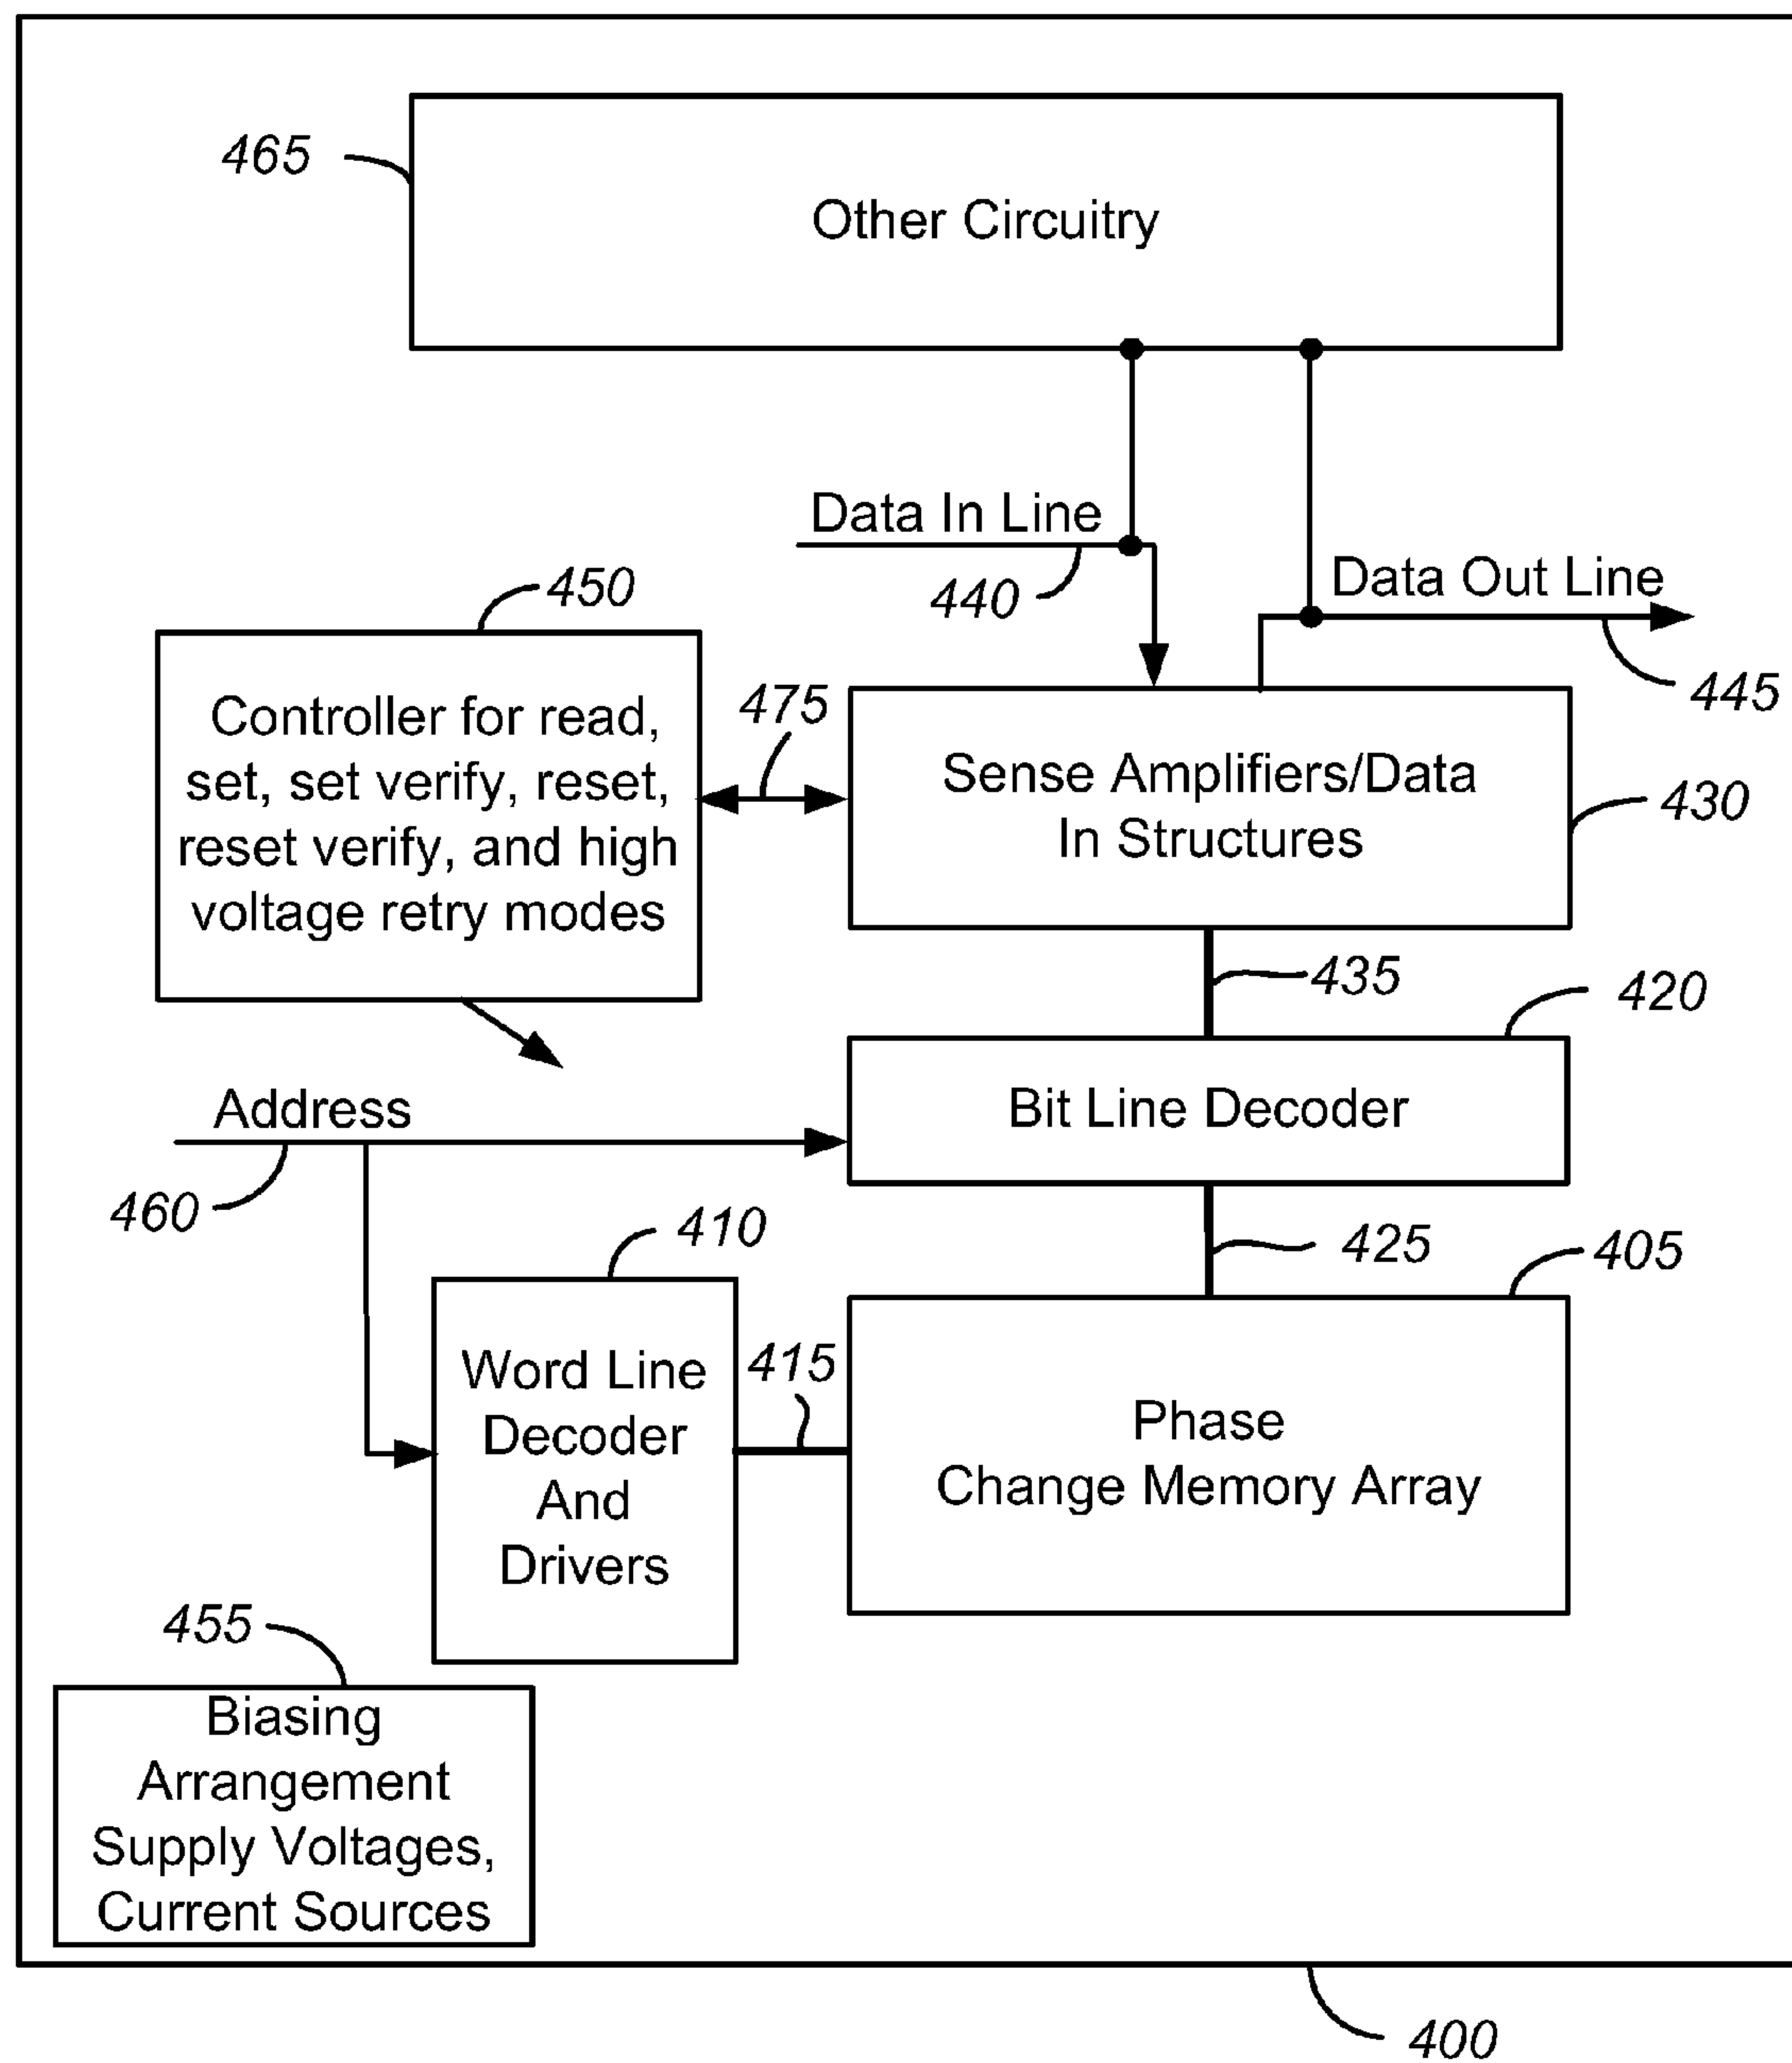 465
Other Circuitry
Data In Line
440
Data Out Line
445
450
Controller for read,
set, set verify, reset,
reset verify, and high
voltage retry modes
475
Sense Amplifiers/Data
In Structures
430
435
420
Bit Line Decoder
Address
460
410
425
405
Word Line
Decoder
And
Drivers
415
Phase
Change Memory Array
455
Biasing
Arrangement
Supply Voltages,
Current Sources
400